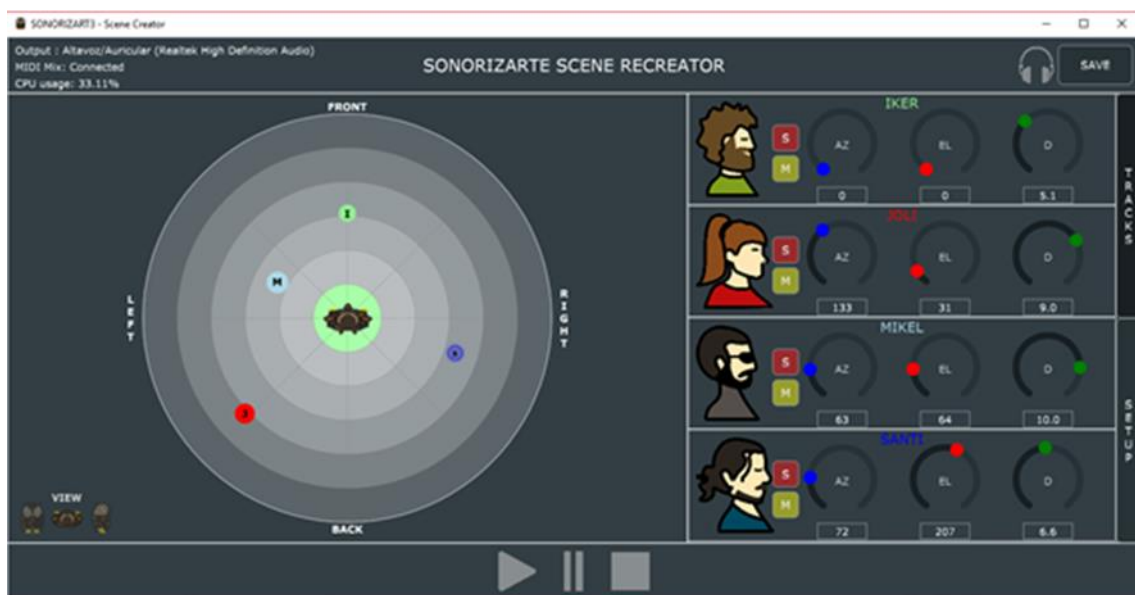 SONORIZART3 - Scene Creator
Output : Altavoz/Auricular (Realtek High Definition Audio)
MIDI Mix: Connected
CPU usage: 33.11%
SONORIZARTE SCENE RECREATOR
SAVE
FRONT
LEFT
RIGHT
BACK
I
M
J
VIEW
IKER
S
M
AZ
EL
D
0
0
5.1
JOLI
S
M
AZ
EL
D
133
31
9.0
MIKEL
S
M
AZ
EL
D
63
64
10.0
SANTI
S
M
AZ
EL
D
72
207
6.6
TRACKS
SETUP